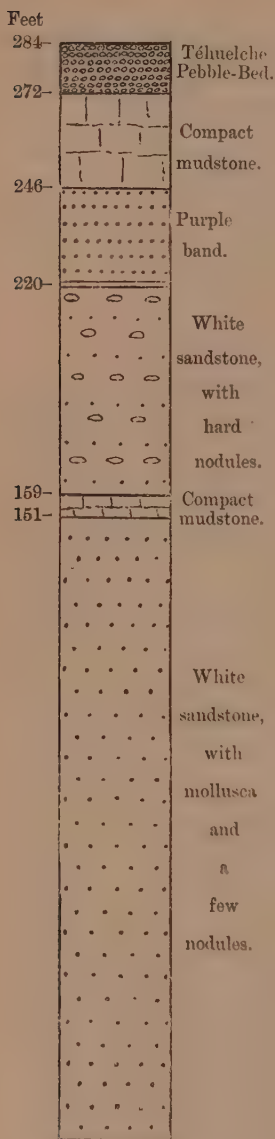 Feet
284–
Téhuelche
Pebble-Bed.
272–
Compact
mudstone.
246–
Purple
band.
220–
White
sandstone,
with
hard
nodules.
159–
Compact
mudstone.
151–
White
sandstone,
with
mollusca
and
a
few
nodules.